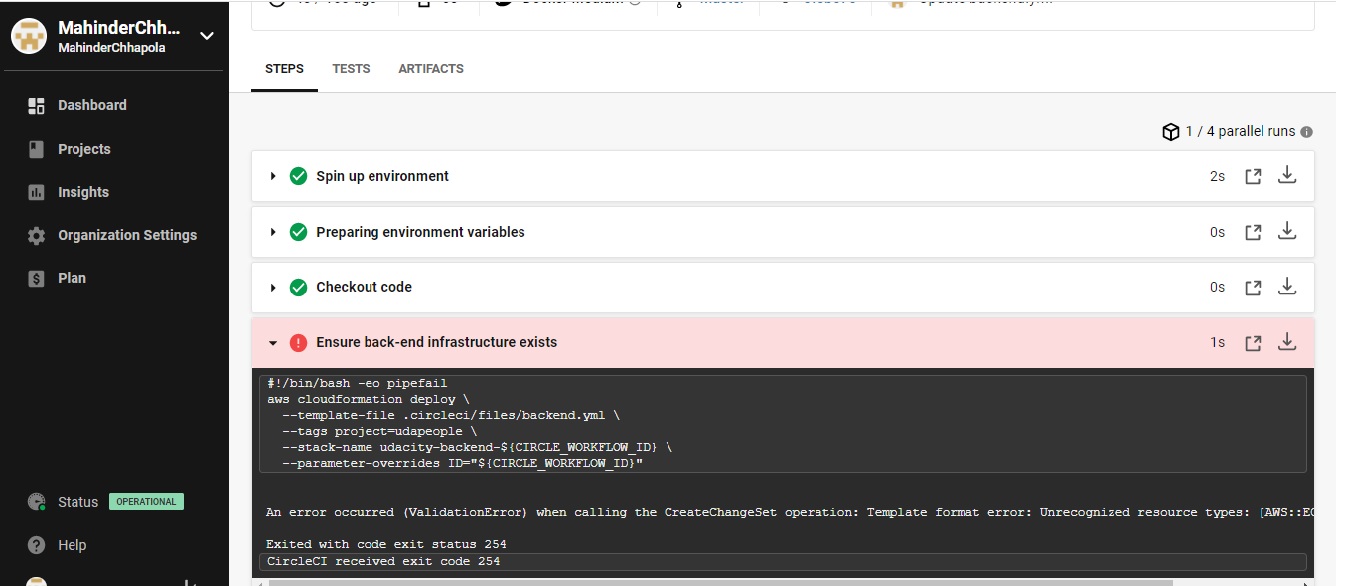 MahinderChh...
MahinderChhapola
Dashboard
Projects
Insights
Organization Settings
Plan
Status OPERATIONAL
Help
STEPS TESTS ARTIFACTS
1 / 4 parallel runs
Spin up environment 2s
Preparing environment variables 0s
Checkout code 0s
Ensure back-end infrastructure exists 1s
#!/bin/bash -eo pipefail
aws cloudformation deploy \
--template-file .circleci/files/backend.yml \
--tags project=udapeople \
--stack-name udacity-backend-${CIRCLE_WORKFLOW_ID} \
--parameter-overrides ID="${CIRCLE_WORKFLOW_ID}"
An error occurred (ValidationError) when calling the CreateChangeSet operation: Template format error: Unrecognized resource types: [AWS::EC
Exited with code exit status 254
CircleCI received exit code 254